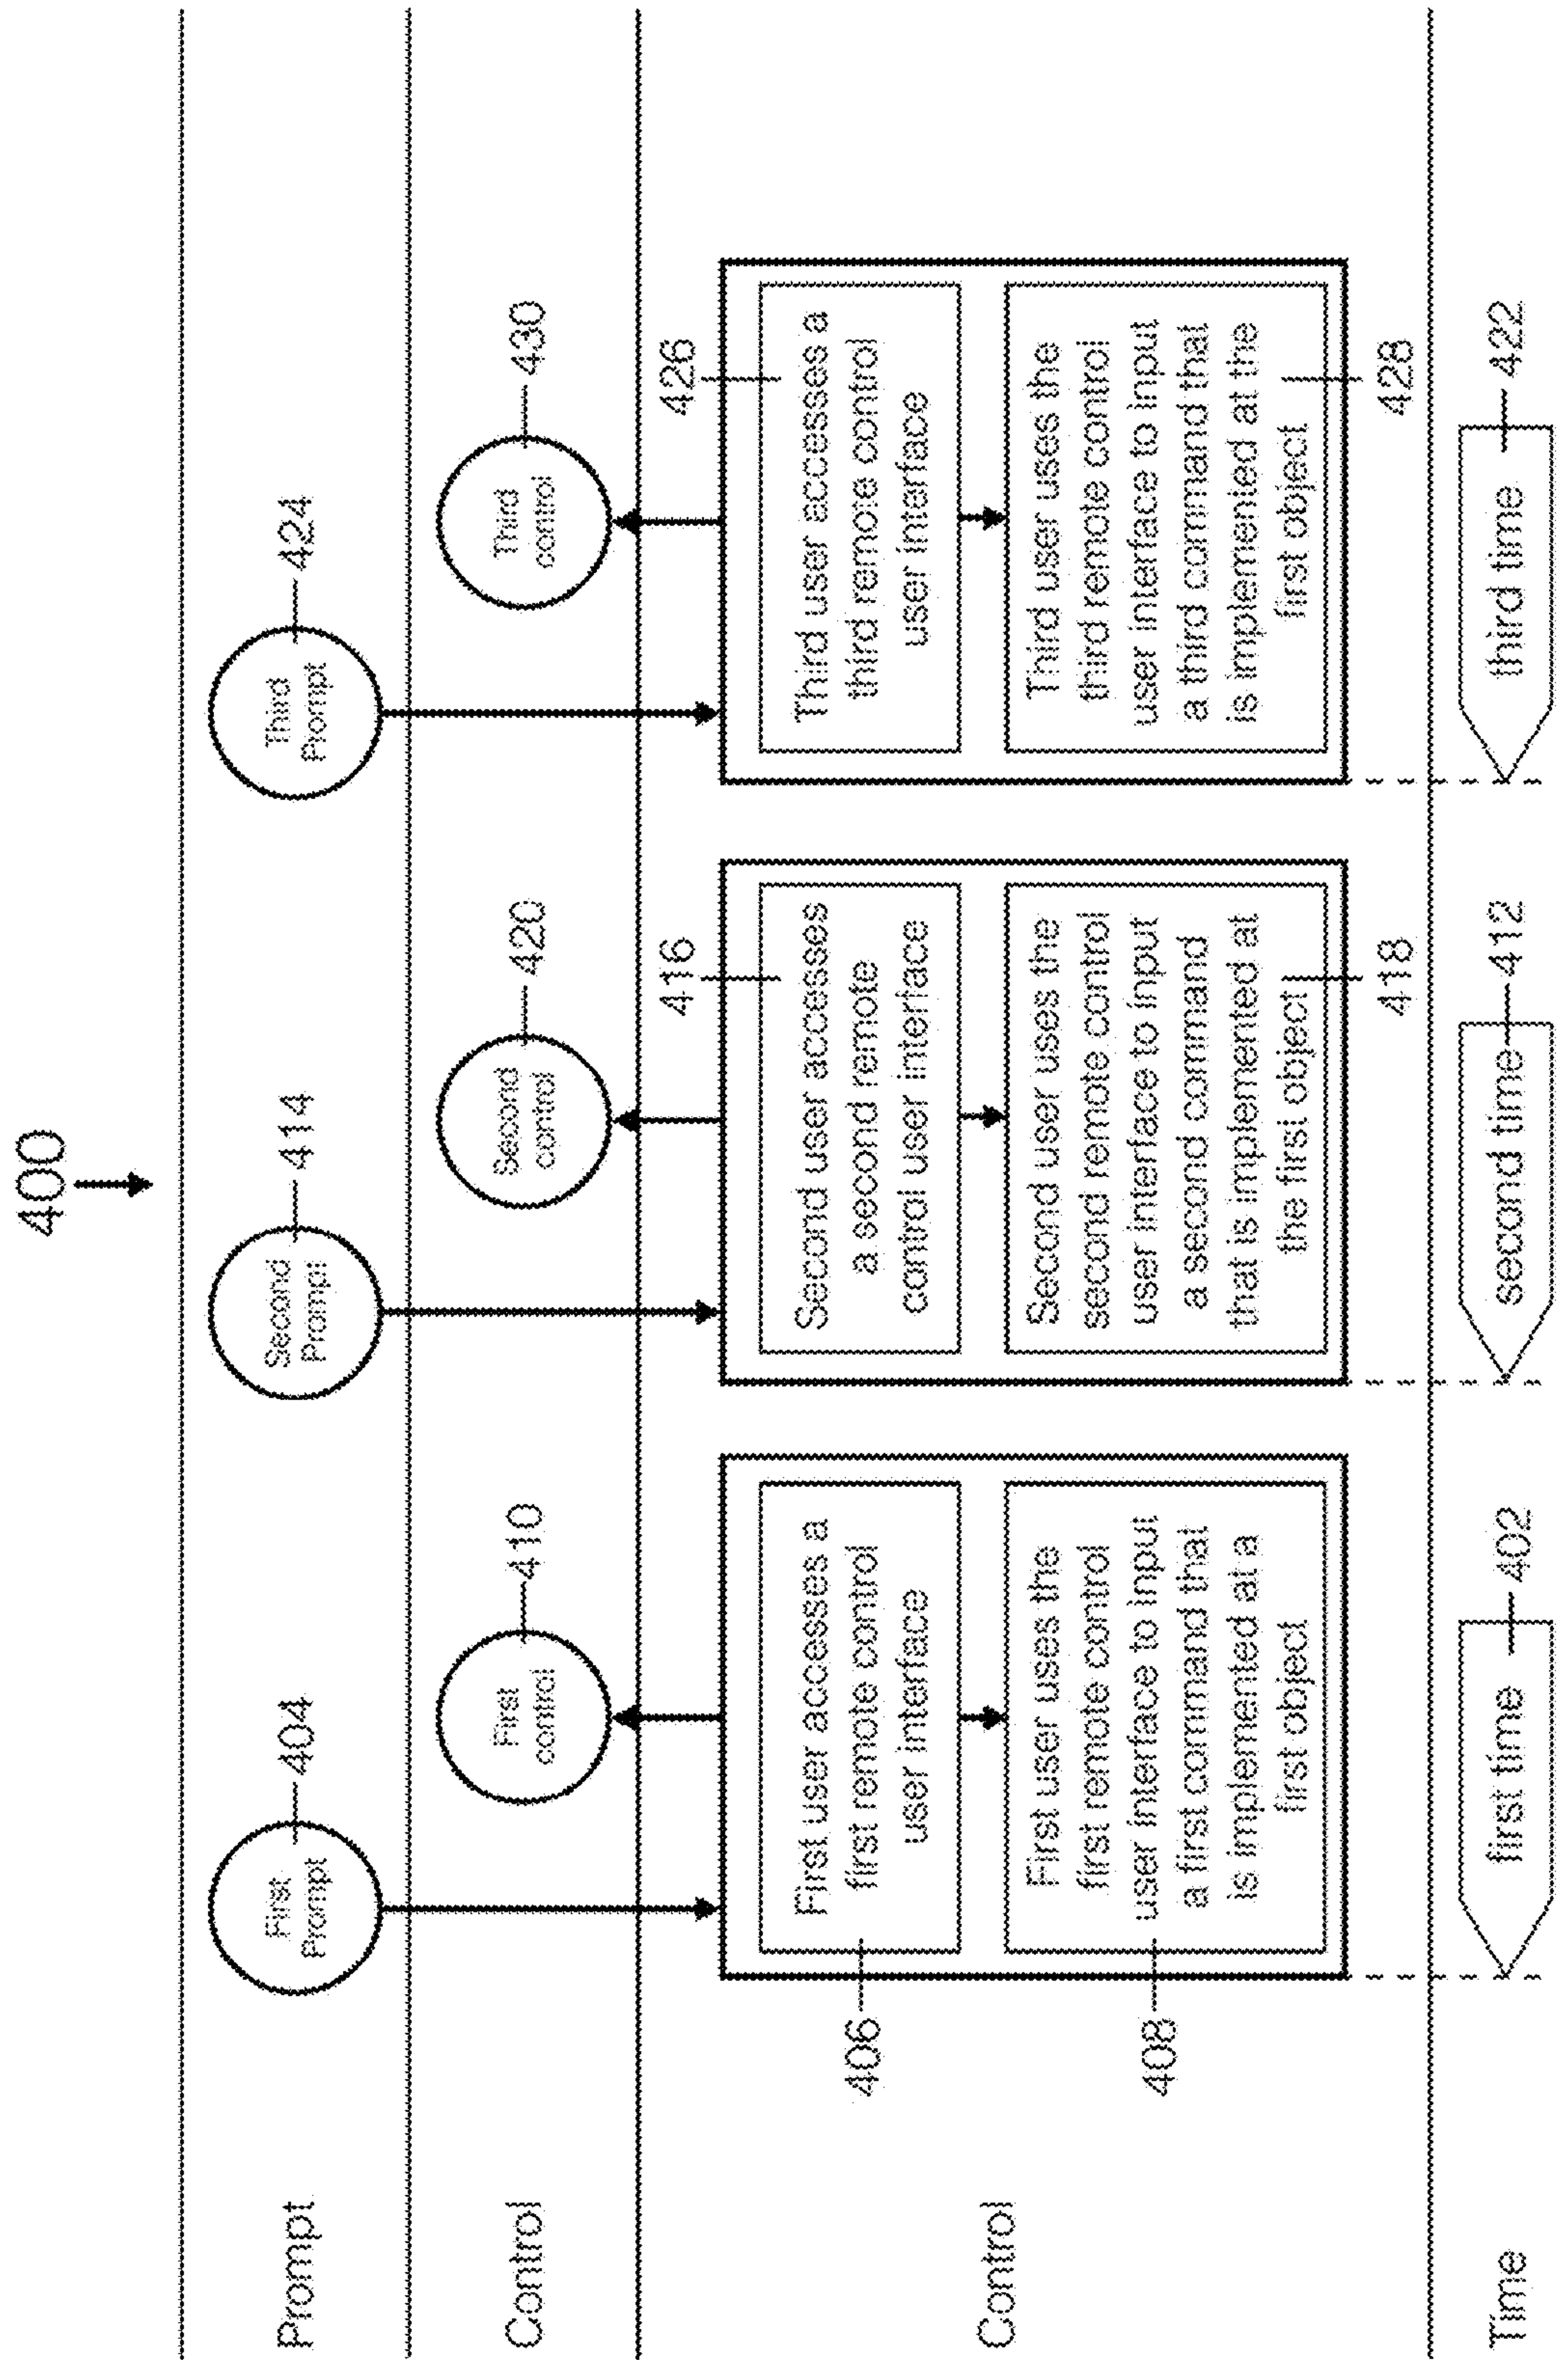 400
Prompt
First
Prompt
404
Second
Prompt
414
Third
Prompt
424
Control
First
control
410
Second
control
420
Third
control
430
Control
406
First user accesses a
first remote control
user interface
408
First user uses the
first remote control
user interface to input
a first command that
is implemented at a
first object
416
Second user accesses
a second remote
control user interface
Second user uses the
second remote control
user interface to input
a second command
that is implemented at
the first object
418
426
Third user accesses a
third remote control
user interface
Third user uses the
third remote control
user interface to input
a third command that
is implemented at the
first object
428
Time
first time
402
second time
412
third time
422